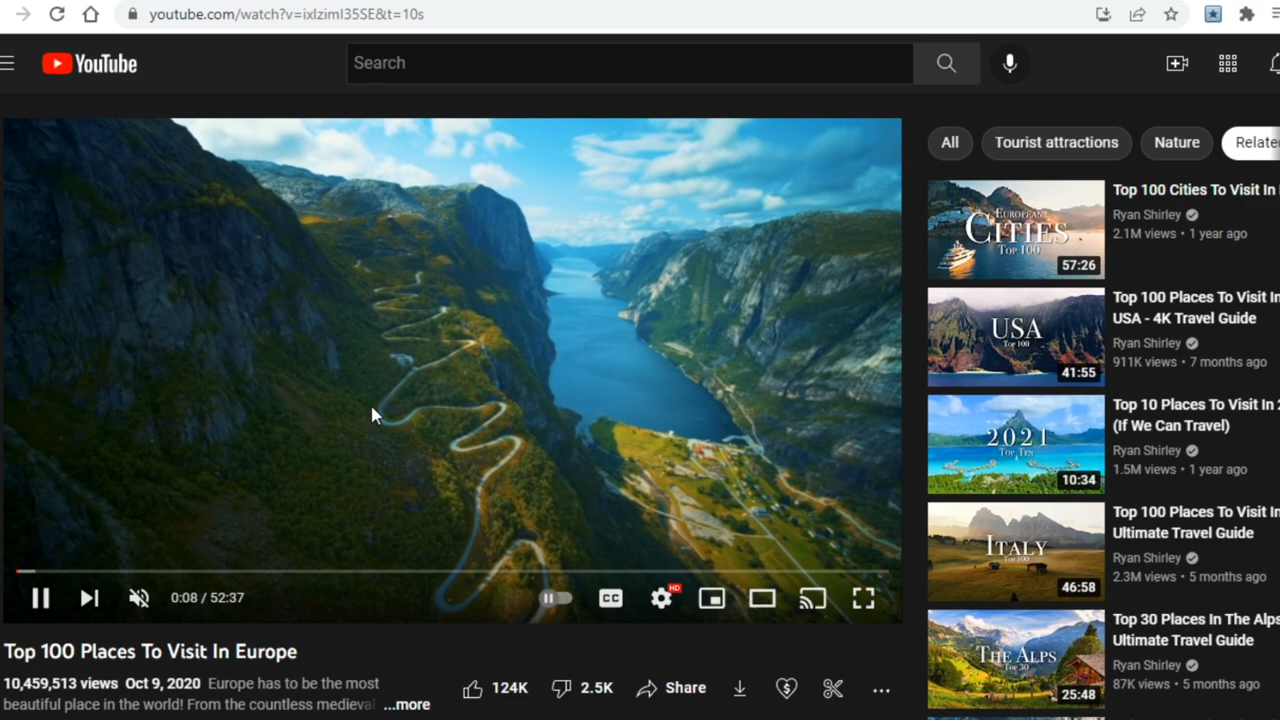 youtube.com/watch?v=ixlziml35SE&t=10s
YouTube
Search
All
Tourist attractions
Nature
Relate
EUROPEAN
CITIES
TOP 100
57:26
Top 100 Cities To Visit In
Ryan Shirley
2.1M views • 1 year ago
USA
TOP 100
41:55
Top 100 Places To Visit In
USA - 4K Travel Guide
Ryan Shirley
911K views • 7 months ago
2021
TOP TEN
10:34
Top 10 Places To Visit In 2
(If We Can Travel)
Ryan Shirley
1.5M views • 1 year ago
ITALY
TOP 100
46:58
Top 100 Places To Visit In
Ultimate Travel Guide
Ryan Shirley
2.3M views • 5 months ago
THE ALPS
TOP 30
25:48
Top 30 Places In The Alps
Ultimate Travel Guide
Ryan Shirley
87K views • 5 months ago
0:08 / 52:37
CC
HD
Top 100 Places To Visit In Europe
10,459,513 views Oct 9, 2020 Europe has to be the most
beautiful place in the world! From the countless medieval ...more
124K
2.5K
Share